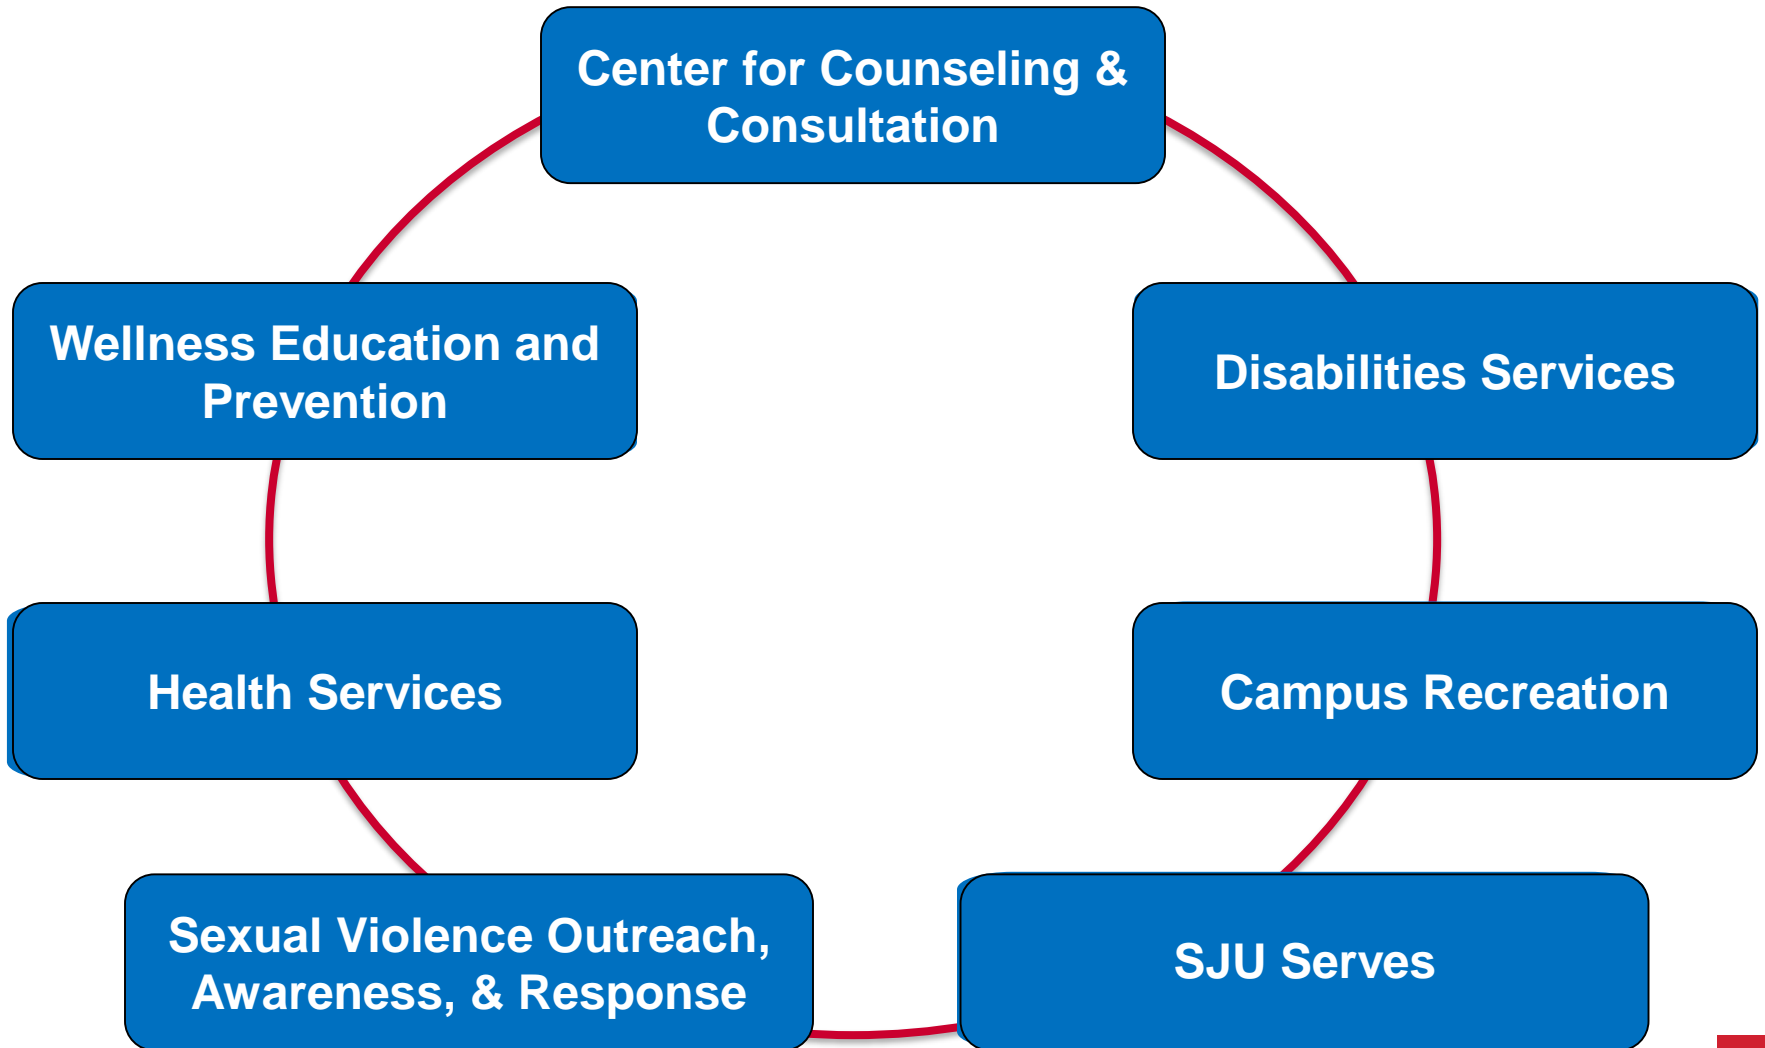 Center for Counseling &
Consultation
Wellness Education and
Prevention
Disabilities Services
Health Services
Campus Recreation
Sexual Violence Outreach,
Awareness, & Response
SJU Serves